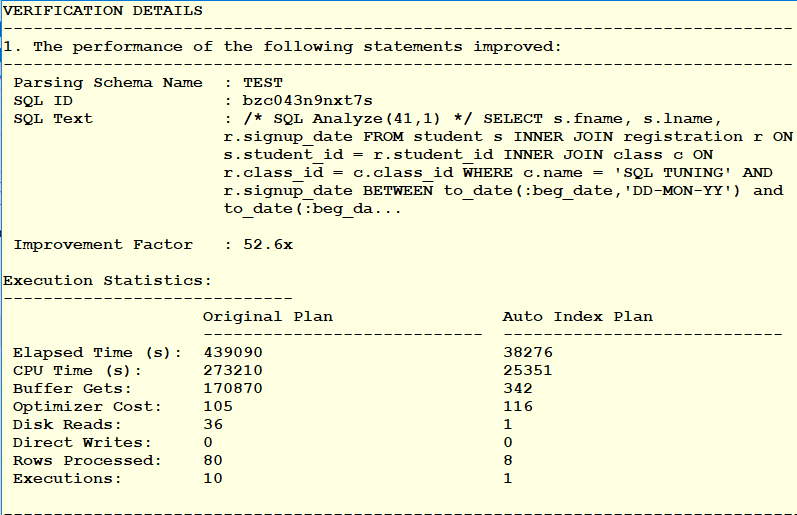 VERIFICATION DETAILS
-------------------------------------------------------------------------------
1. The performance of the following statements improved:
-------------------------------------------------------------------------------
Parsing Schema Name : TEST
SQL ID : bzc043n9nxt7s
SQL Text : /* SQL Analyze(41,1) */ SELECT s.fname, s.lname,
r.signup_date FROM student s INNER JOIN registration r ON
s.student_id = r.student_id INNER JOIN class c ON
r.class_id = c.class_id WHERE c.name = 'SQL TUNING' AND
r.signup_date BETWEEN to_date(:beg_date,'DD-MON-YY') and
to_date(:beg_da...
Improvement Factor : 52.6x
Execution Statistics:
-----------------------------
Original Plan Auto Index Plan
---------------------------- ----------------------------
Elapsed Time (s): 439090 38276
CPU Time (s): 273210 25351
Buffer Gets: 170870 342
Optimizer Cost: 105 116
Disk Reads: 36 1
Direct Writes: 0 0
Rows Processed: 80 8
Executions: 10 1
-------------------------------------------------------------------------------